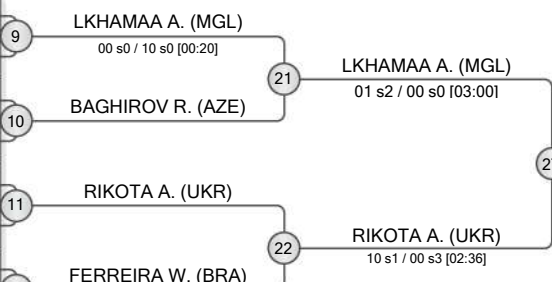 9
LKHAMAA A. (MGL)
00 s0 / 10 s0 [00:20]
21
LKHAMAA A. (MGL)
01 s2 / 00 s0 [03:00]
10
BAGHIROV R. (AZE)
11
RIKOTA A. (UKR)
22
RIKOTA A. (UKR)
10 s1 / 00 s3 [02:36]
FERREIRA W. (BRA)